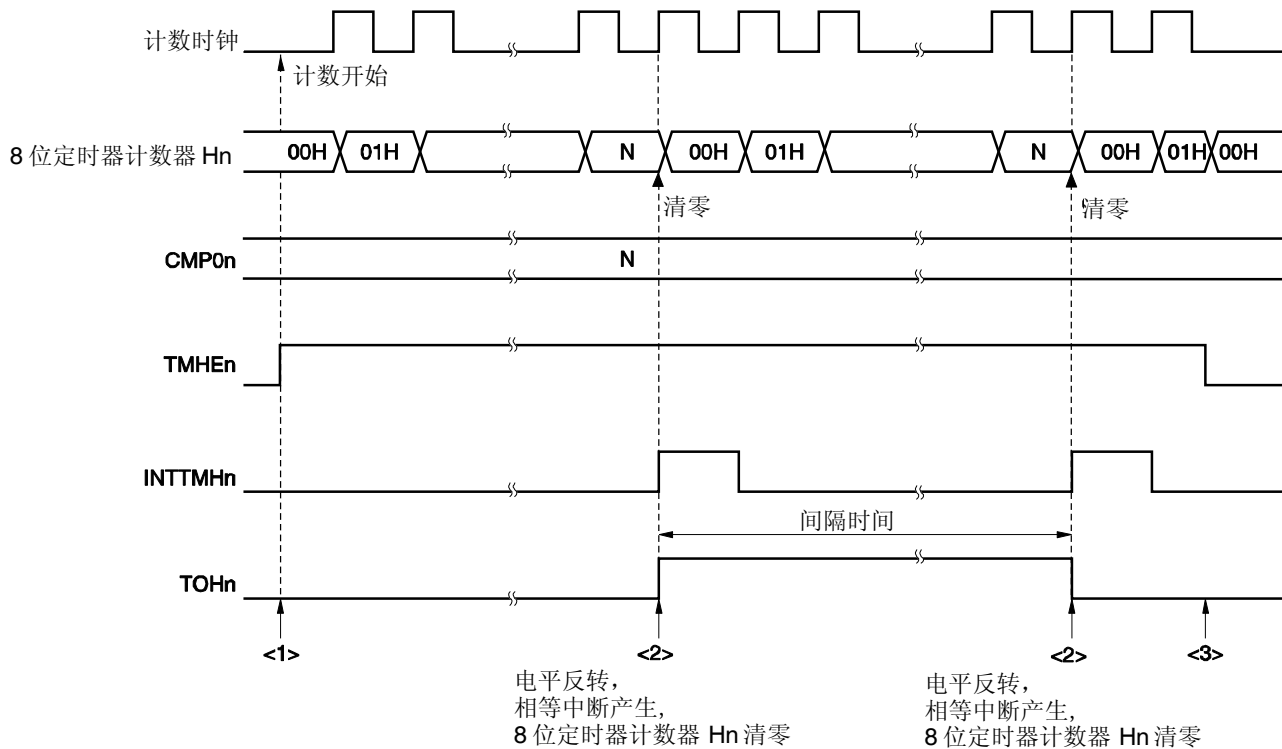 计数时钟
计数开始
8 位定时器计数器 Hn
00H 01H N 00H 01H N 00H 01H 00H
清零 清零
CMP0n N
TMHEn
INTTMHn
间隔时间
TOHn
<1> <2> <2> <3>
电平反转，
相等中断产生,
8 位定时器计数器 Hn 清零
电平反转，
相等中断产生,
8 位定时器计数器 Hn 清零